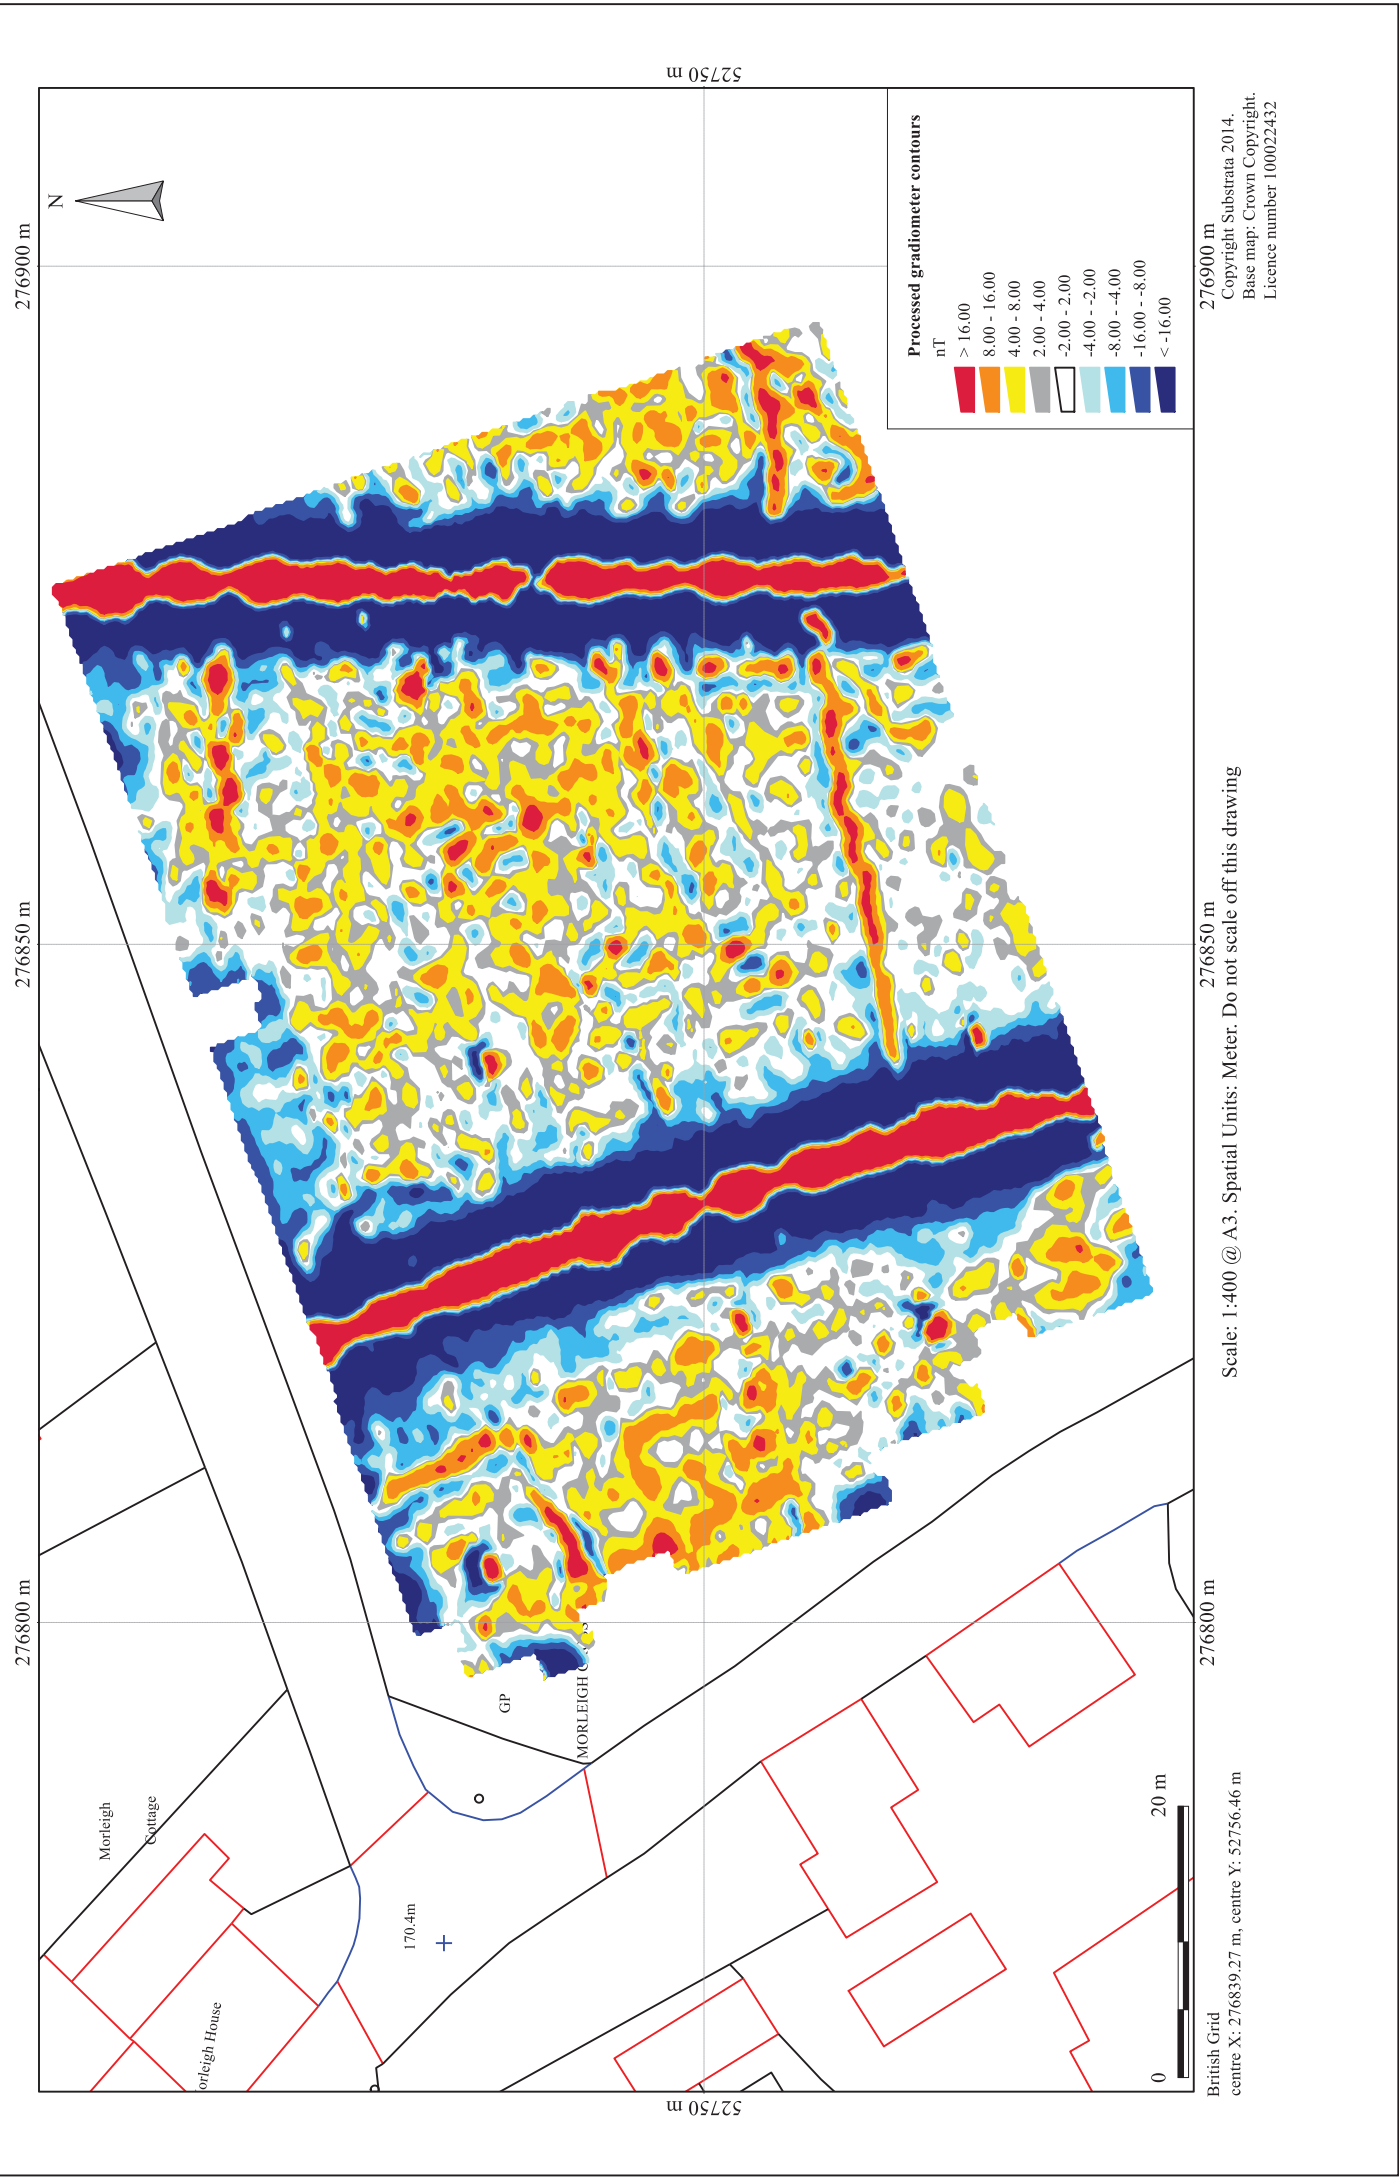 N
276900 m
276850 m
276800 m
52750 m
52750 m
Processed gradiometer contours
nT
> 16.00
8.00 - 16.00
4.00 - 8.00
2.00 - 4.00
-2.00 - 2.00
-4.00 - -2.00
-8.00 - -4.00
-16.00 - -8.00
< -16.00
Morleigh
Cottage
orleigh House
170.4m
GP
MORLEIGH
276900 m
276850 m
276800 m
0
20 m
British Grid
centre X: 276839.27 m, centre Y: 52756.46 m
Scale: 1:400 @ A3. Spatial Units: Meter. Do not scale off this drawing
Copyright Substrata 2014.
Base map: Crown Copyright.
Licence number 100022432